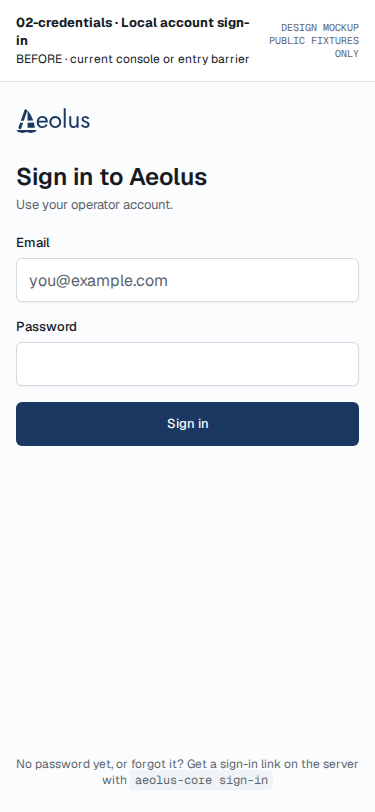 02-credentials · Local account sign-
in
BEFORE · current console or entry barrier
DESIGN MOCKUP
PUBLIC FIXTURES
ONLY
Aeolus
Sign in to Aeolus
Use your operator account.
Email
you@example.com
Password
Sign in
No password yet, or forgot it? Get a sign-in link on the server
with aeolus-core sign-in